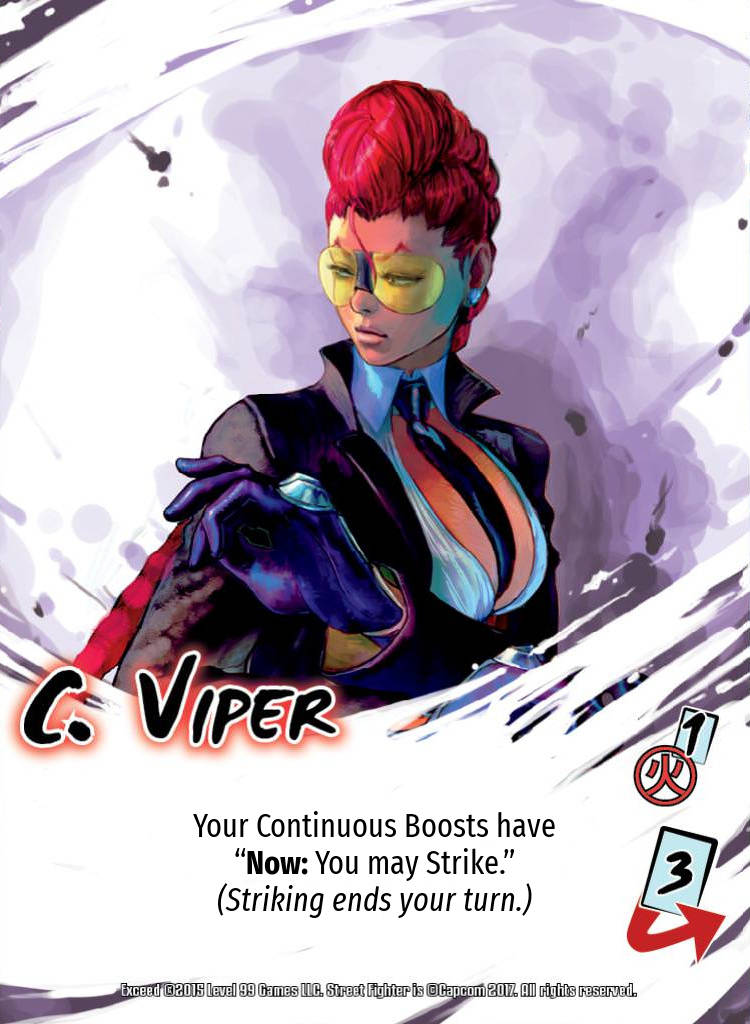 C. VIPER
1
火
Your Continuous Boosts have
“Now: You may Strike.”
(Striking ends your turn.)
3
Exceed ©2015 Level 99 Games LLC. Street Fighter is ©Capcom 2017. All rights reserved.